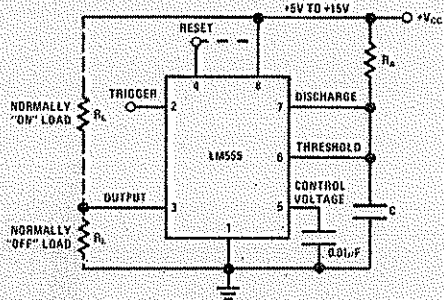 +5V TO +15V
+VCC
RESET
RA
4
8
TRIGGER
2
7
DISCHARGE
NORMALLY
"ON" LOAD
RL
LM555
6
THRESHOLD
CONTROL
VOLTAGE
OUTPUT
3
5
C
1
NORMALLY
"OFF" LOAD
RL
0.01µF